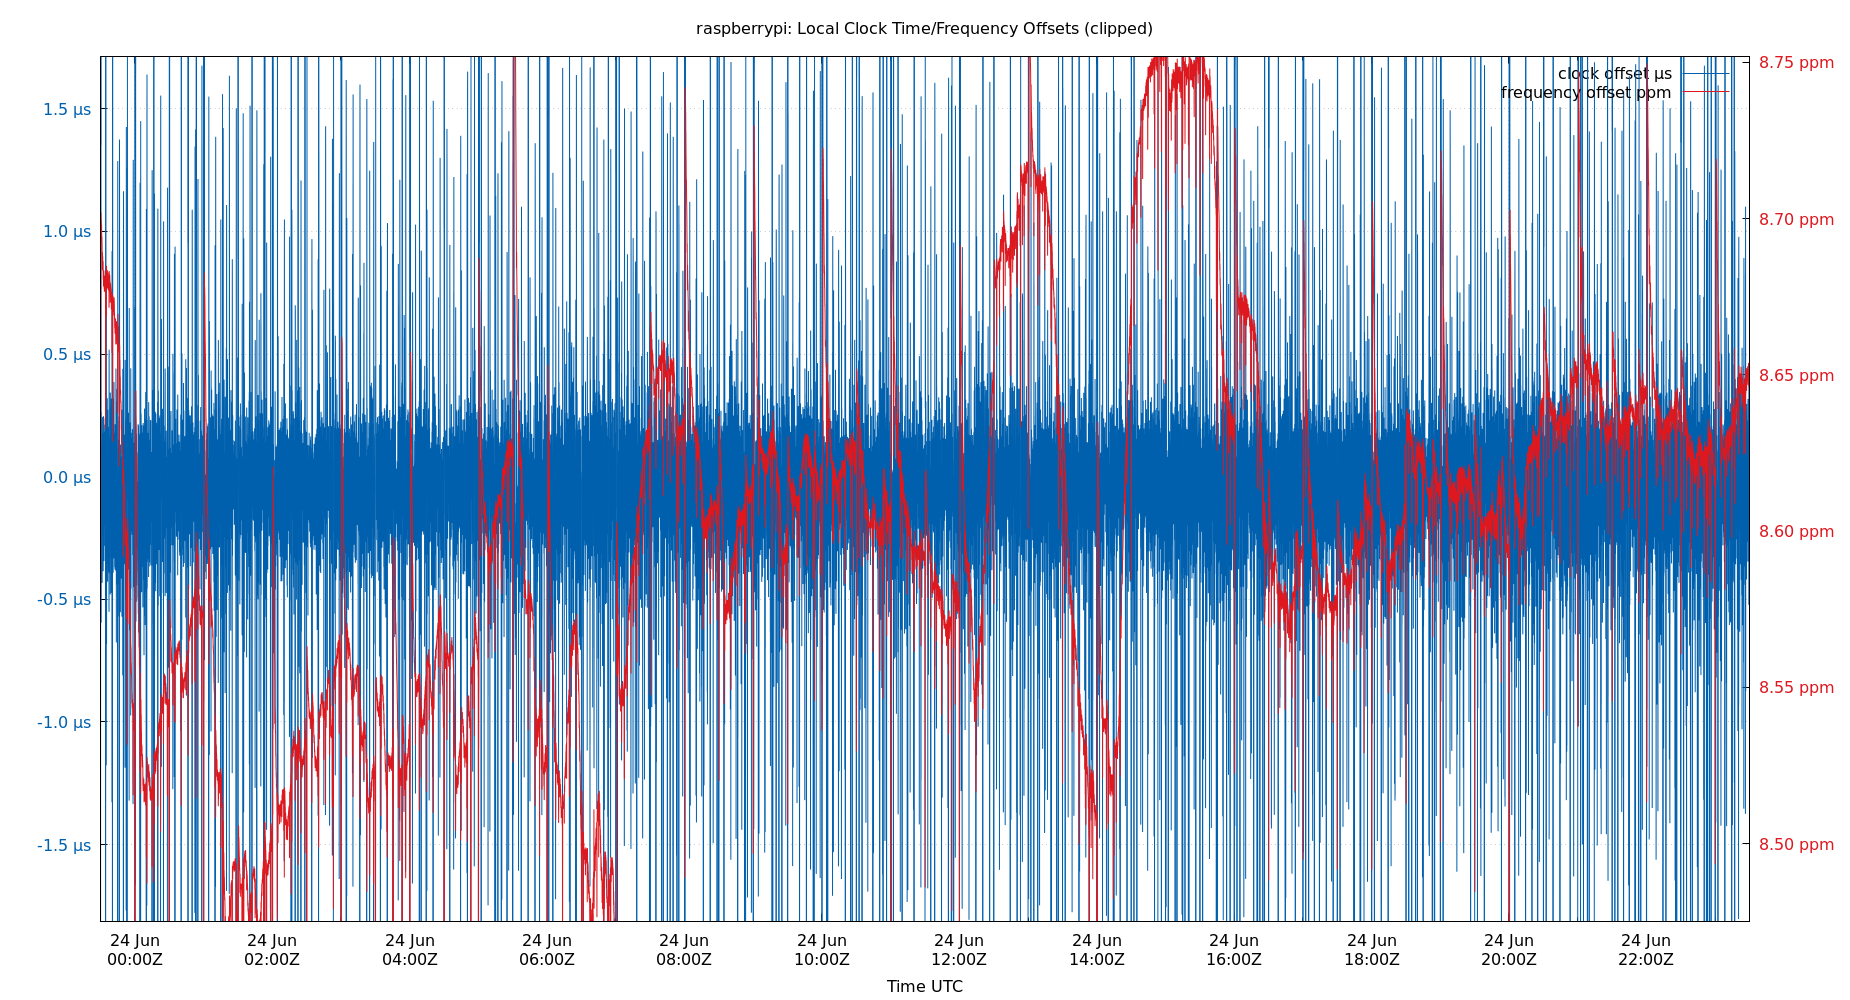 raspberrypi: Local Clock Time/Frequency Offsets (clipped)
clock offset µs
frequency offset ppm
1.5 µs
1.0 µs
0.5 µs
0.0 µs
-0.5 µs
-1.0 µs
-1.5 µs
8.75 ppm
8.70 ppm
8.65 ppm
8.60 ppm
8.55 ppm
8.50 ppm
24 Jun 24 Jun 24 Jun 24 Jun 24 Jun 24 Jun 24 Jun 24 Jun 24 Jun 24 Jun 24 Jun 24 Jun
00:00Z 02:00Z 04:00Z 06:00Z 08:00Z 10:00Z 12:00Z 14:00Z 16:00Z 18:00Z 20:00Z 22:00Z
Time UTC